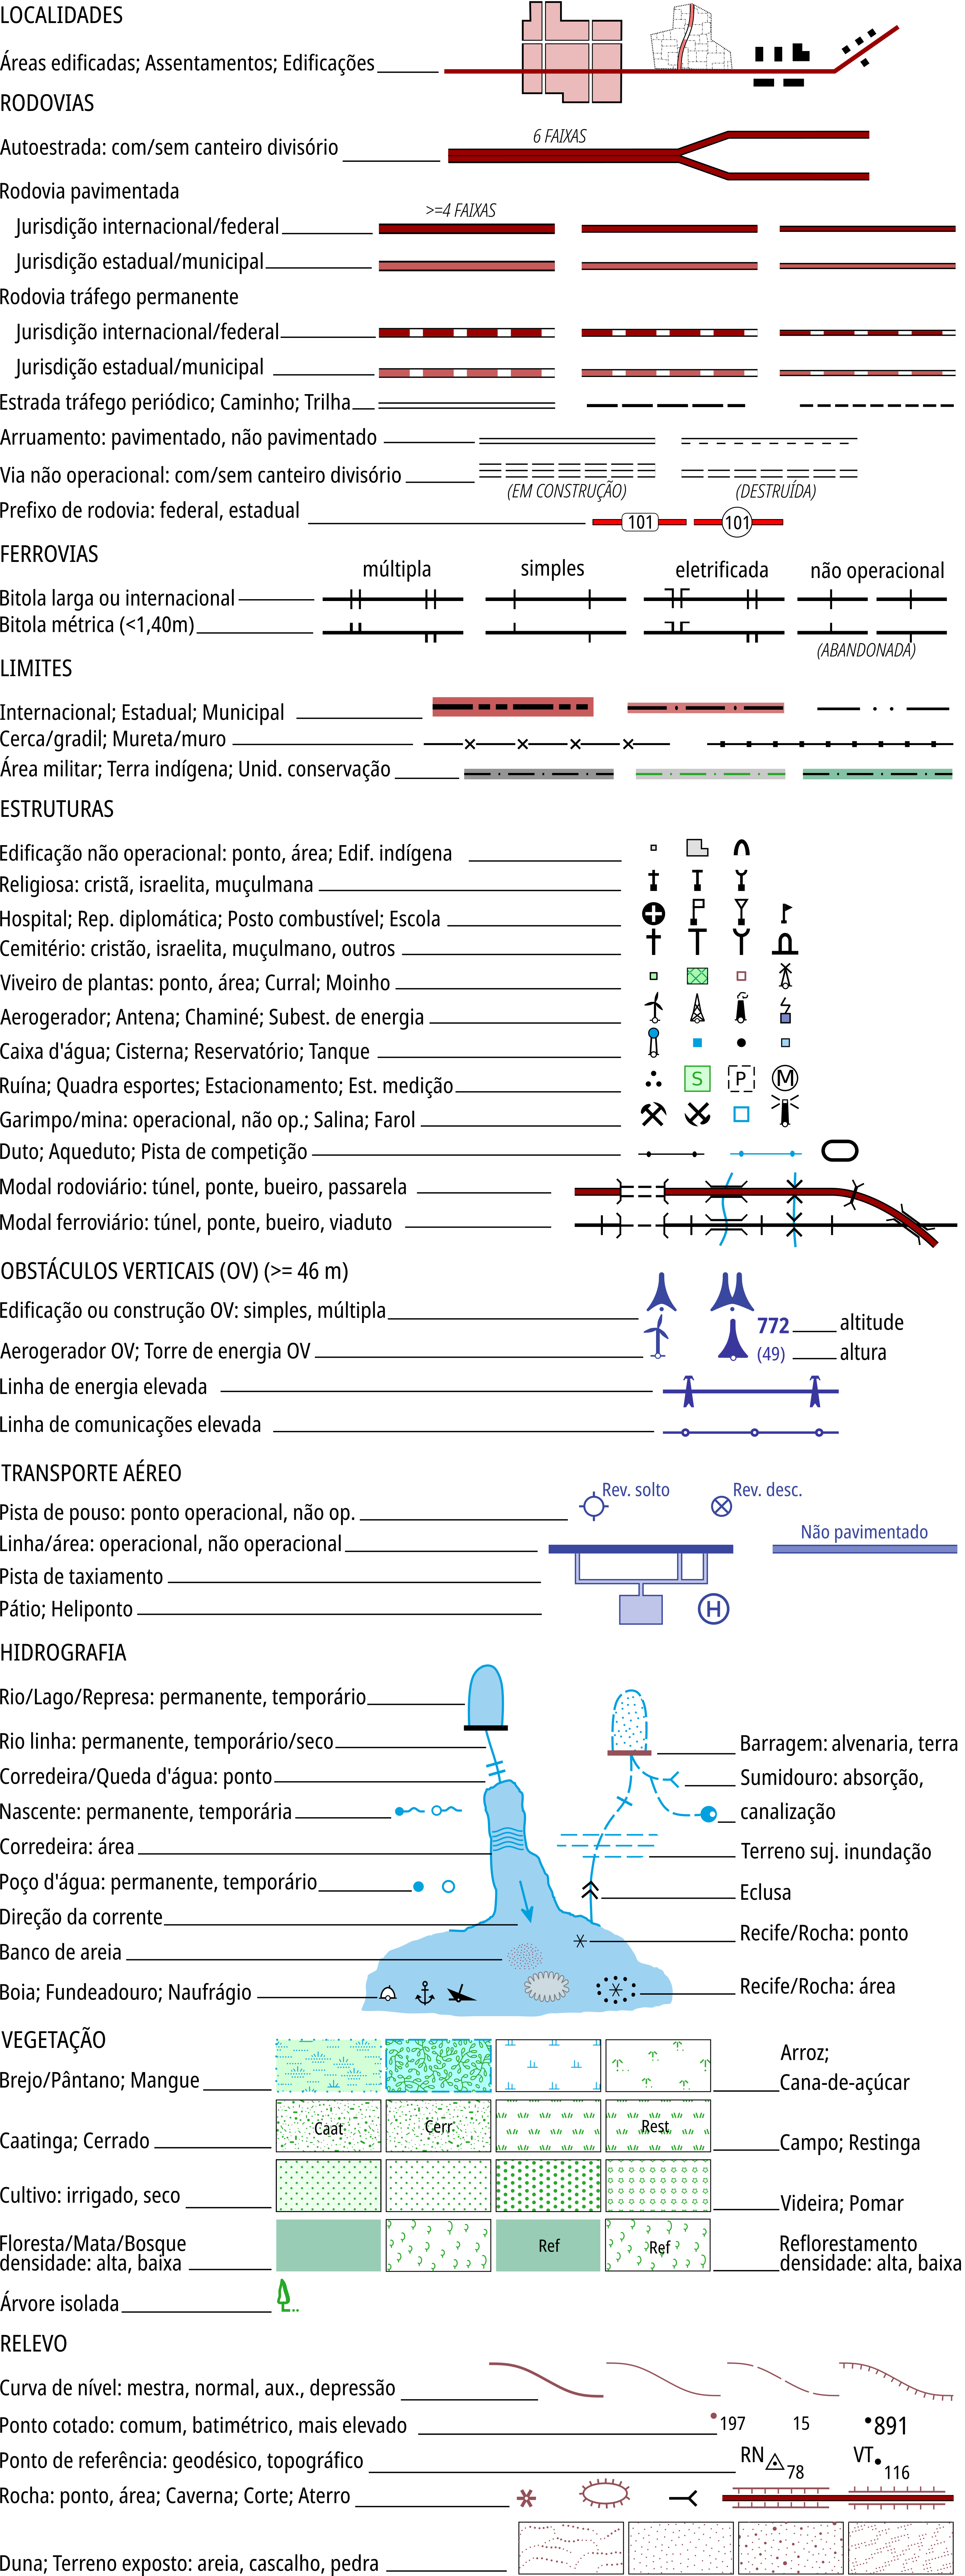 LOCALIDADES
Áreas edificadas; Assentamentos; Edificações
RODOVIAS
6 FAIXAS
Autoestrada: com/sem canteiro divisório
Rodovia pavimentada
>=4 FAIXAS
Jurisdição internacional/federal
Jurisdição estadual/municipal
Rodovia tráfego permanente
Jurisdição internacional/federal
Jurisdição estadual/municipal
Estrada tráfego periódico; Caminho; Trilha
Arruamento: pavimentado, não pavimentado
Via não operacional: com/sem canteiro divisório
(EM CONSTRUÇÃO) (DESTRUÍDA)
Prefixo de rodovia: federal, estadual
101 101
FERROVIAS
múltipla simples eletrificada não operacional
Bitola larga ou internacional
Bitola métrica (<1,40m)
(ABANDONADA)
LIMITES
Internacional; Estadual; Municipal
Cerca/gradil; Mureta/muro
Área militar; Terra indígena; Unid. conservação
ESTRUTURAS
Edificação não operacional: ponto, área; Edif. indígena
Religiosa: cristã, israelita, muçulmana
Hospital; Rep. diplomática; Posto combustível; Escola
Cemitério: cristão, israelita, muçulmano, outros
Viveiro de plantas: ponto, área; Curral; Moinho
Aerogerador; Antena; Chaminé; Subest. de energia
Caixa d'água; Cisterna; Reservatório; Tanque
Ruína; Quadra esportes; Estacionamento; Est. medição
S P M
Garimpo/mina: operacional, não op.; Salina; Farol
Duto; Aqueduto; Pista de competição
Modal rodoviário: túnel, ponte, bueiro, passarela
Modal ferroviário: túnel, ponte, bueiro, viaduto
OBSTÁCULOS VERTICAIS (OV) (>= 46 m)
Edificação ou construção OV: simples, múltipla
772 altitude
Aerogerador OV; Torre de energia OV
(49) altura
Linha de energia elevada
Linha de comunicações elevada
TRANSPORTE AÉREO
Rev. solto Rev. desc.
Pista de pouso: ponto operacional, não op.
Não pavimentado
Linha/área: operacional, não operacional
Pista de taxiamento
Pátio; Heliponto
H
HIDROGRAFIA
Rio/Lago/Represa: permanente, temporário
Rio linha: permanente, temporário/seco
Barragem: alvenaria, terra
Corredeira/Queda d'água: ponto
Sumidouro: absorção,
Nascente: permanente, temporária
canalização
Corredeira: área
Terreno suj. inundação
Poço d'água: permanente, temporário
Eclusa
Direção da corrente
Recife/Rocha: ponto
Banco de areia
Boia; Fundeadouro; Naufrágio
Recife/Rocha: área
VEGETAÇÃO
Arroz;
Brejo/Pântano; Mangue
Cana-de-açúcar
Caat Cerr Rest
Caatinga; Cerrado
Campo; Restinga
Cultivo: irrigado, seco
Videira; Pomar
Floresta/Mata/Bosque
Ref Ref
Reflorestamento
densidade: alta, baixa
densidade: alta, baixa
Árvore isolada
RELEVO
Curva de nível: mestra, normal, aux., depressão
Ponto cotado: comum, batimétrico, mais elevado
197 15 891
Ponto de referência: geodésico, topográfico
RN 78 VT 116
Rocha: ponto, área; Caverna; Corte; Aterro
Duna; Terreno exposto: areia, cascalho, pedra